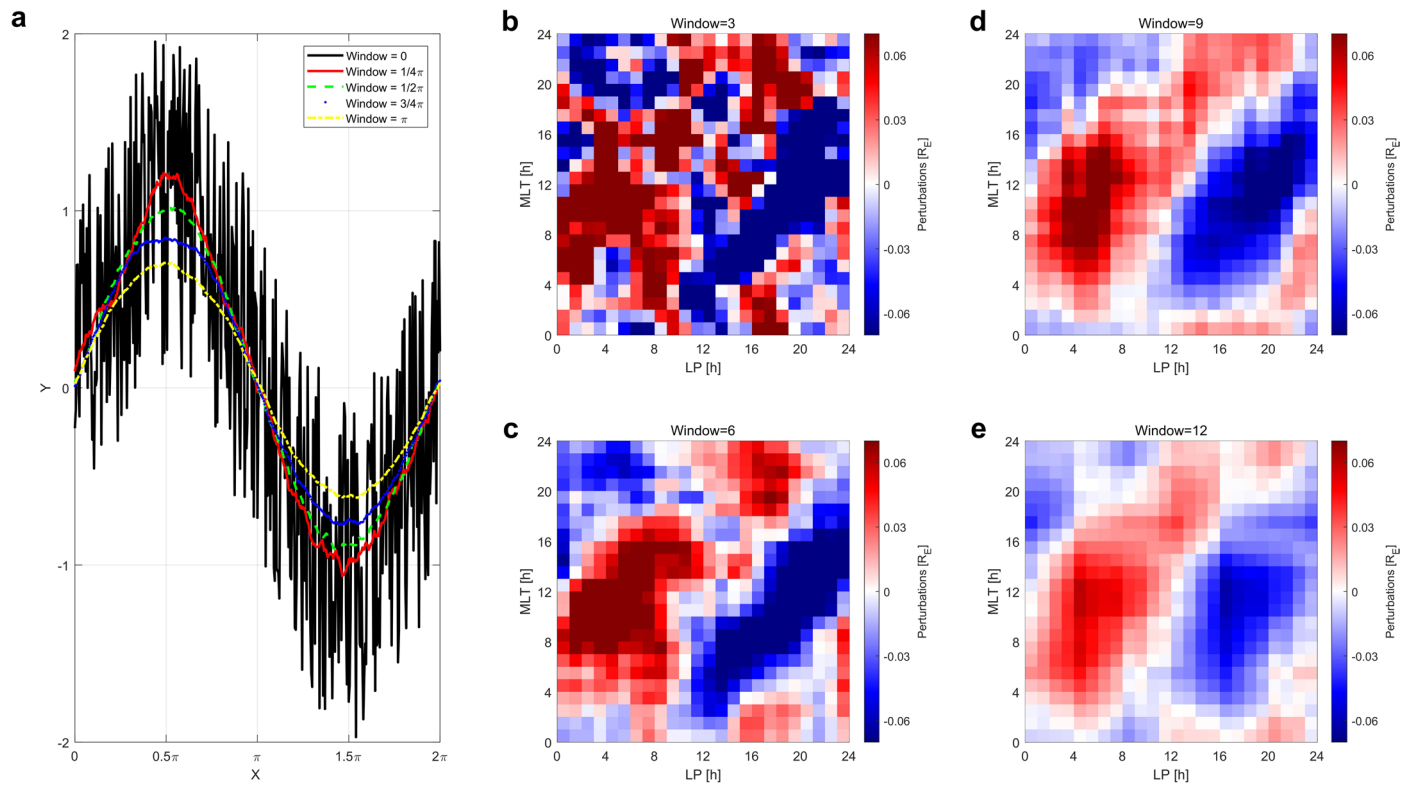 a
2
1
0
-1
-2
Y
0
0.5π
π
1.5π
2π
X
Window = 0
Window = 1/4π
Window = 1/2π
Window = 3/4π
Window = π
b
Window=3
24
20
16
12
8
4
0
MLT [h]
0
4
8
12
16
20
24
LP [h]
0.06
0.03
0
-0.03
-0.06
Perturbations [R_E]
c
Window=6
24
20
16
12
8
4
0
MLT [h]
0
4
8
12
16
20
24
LP [h]
0.06
0.03
0
-0.03
-0.06
Perturbations [R_E]
d
Window=9
24
20
16
12
8
4
0
MLT [h]
0
4
8
12
16
20
24
LP [h]
0.06
0.03
0
-0.03
-0.06
Perturbations [R_E]
e
Window=12
24
20
16
12
8
4
0
MLT [h]
0
4
8
12
16
20
24
LP [h]
0.06
0.03
0
-0.03
-0.06
Perturbations [R_E]